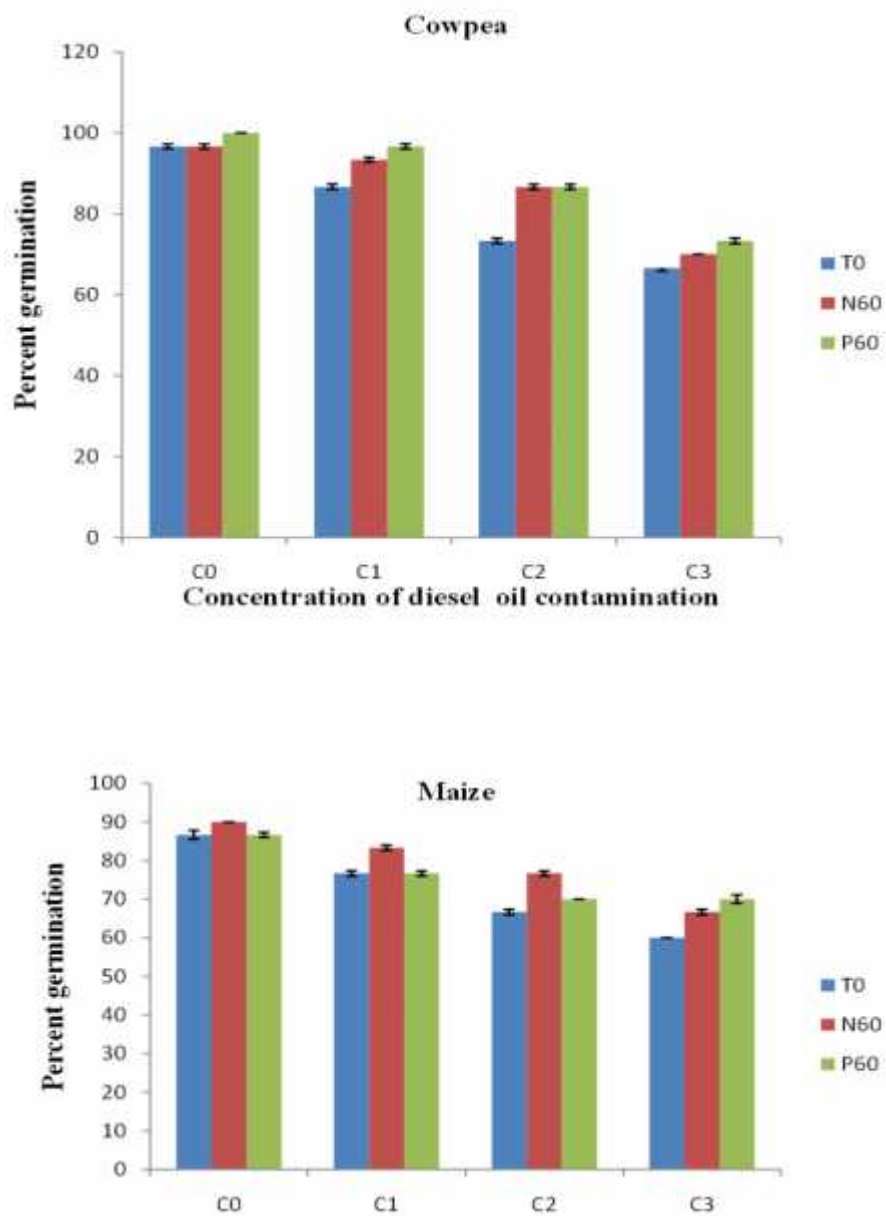 Cowpea
120
100
80
60
40
20
0
Percent germination
C0 C1 C2 C3
Concentration of diesel oil contamination
T0
N60
P60
Maize
100
90
80
70
60
50
40
30
20
10
0
Percent germination
C0 C1 C2 C3
T0
N60
P60